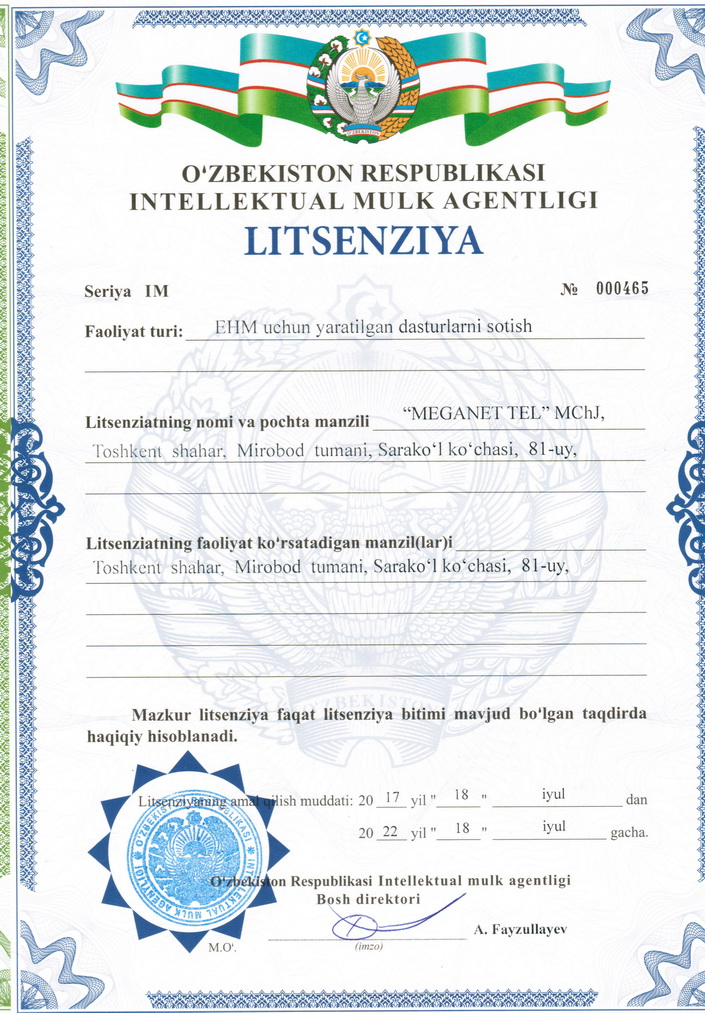 O‘ZBEKISTON RESPUBLIKASI
INTELLEKTUAL MULK AGENTLIGI
LITSENZIYA
Seriya IM № 000465
Faoliyat turi: EHM uchun yaratilgan dasturlarni sotish
Litsenziatning nomi va pochta manzili “MEGANET TEL” MChJ,
Toshkent shahar, Mirobod tumani, Sarako‘l ko‘chasi, 81-uy,
Litsenziatning faoliyat ko‘rsatadigan manzil(lar)i
Toshkent shahar, Mirobod tumani, Sarako‘l ko‘chasi, 81-uy,
Mazkur litsenziya faqat litsenziya bitimi mavjud bo‘lgan taqdirda
haqiqiy hisoblanadi.
Litsenziyaning amal qilish muddati: 20 17 yil " 18 " iyul dan
20 22 yil " 18 " iyul gacha.
O‘zbekiston Respublikasi Intellektual mulk agentligi
Bosh direktori
A. Fayzullayev
M.O‘. (imzo)